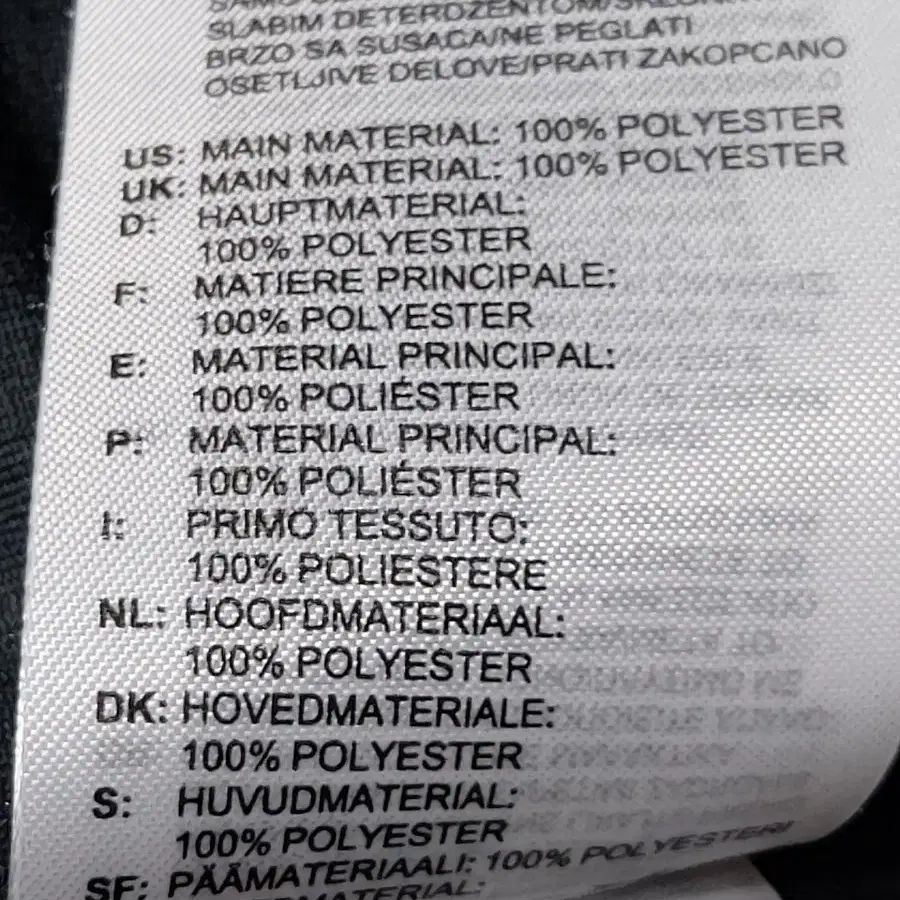 SLABIM DETERDZENTOM/
BRZO SA SUSACA/NE PEGLATI
OSETLJIVE DELOVE/PRATI ZAKOPCANO
US: MAIN MATERIAL: 100% POLYESTER
UK: MAIN MATERIAL: 100% POLYESTER
D: HAUPTMATERIAL:
100% POLYESTER
F: MATIERE PRINCIPALE:
100% POLYESTER
E: MATERIAL PRINCIPAL:
100% POLIÉSTER
P: MATERIAL PRINCIPAL:
100% POLIÉSTER
I: PRIMO TESSUTO:
100% POLIESTERE
NL: HOOFDMATERIAAL:
100% POLYESTER
DK: HOVEDMATERIALE:
100% POLYESTER
S: HUVUDMATERIAL:
100% POLYESTER
SF: PÄÄMATERIAALI: 100% POLYESTERI